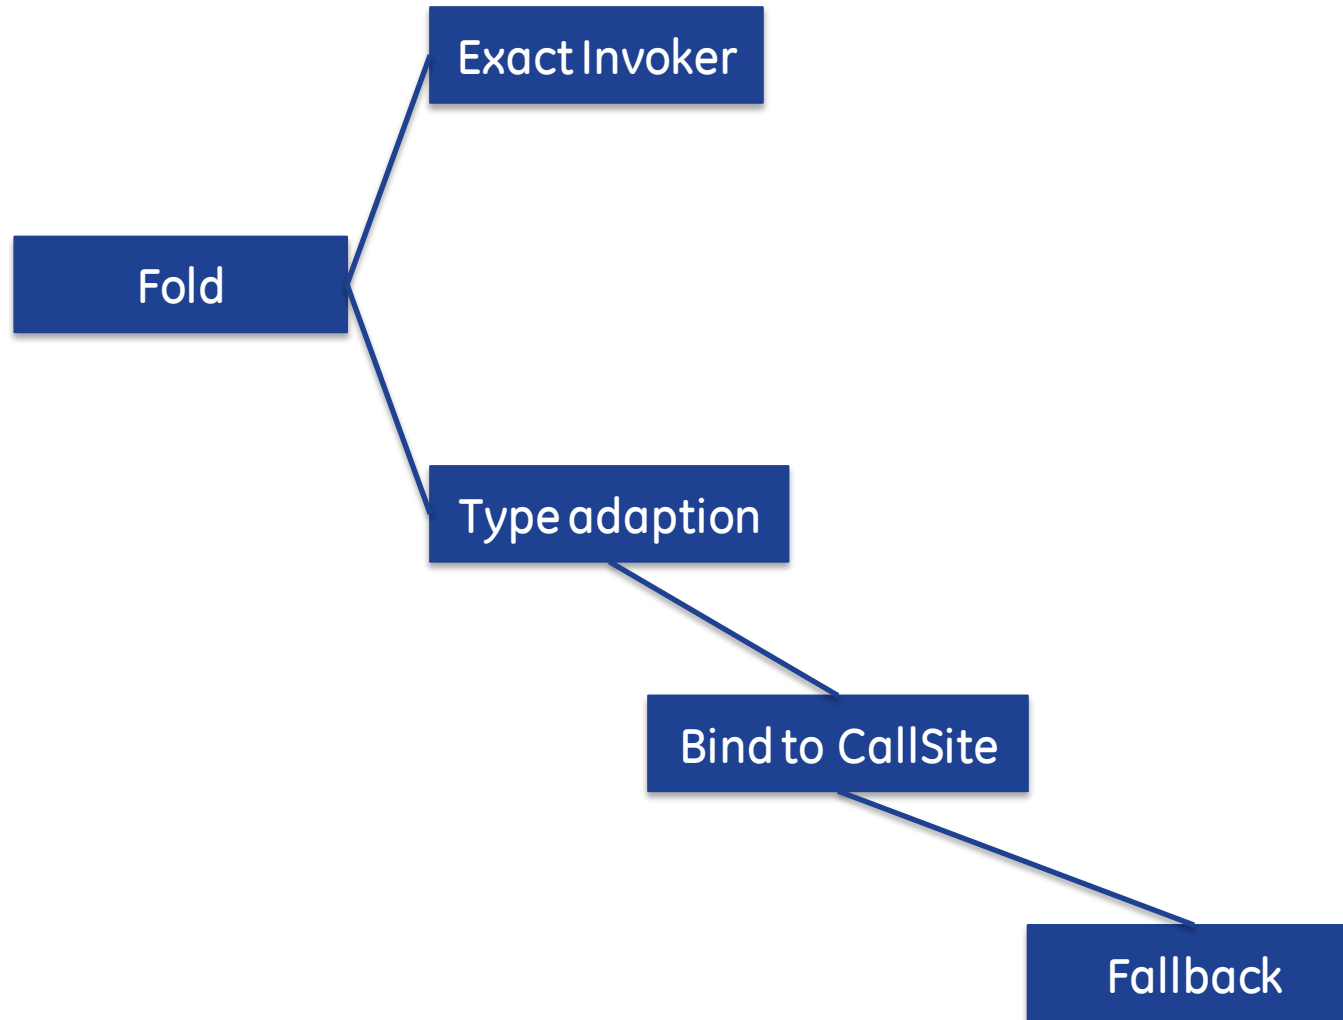 Exact Invoker
Fold
Type adaption
Bind to CallSite
Fallback